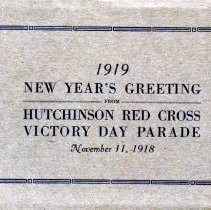 1919
NEW YEAR'S GREETING
FROM
HUTCHINSON RED CROSS
VICTORY DAY PARADE
November 11, 1918